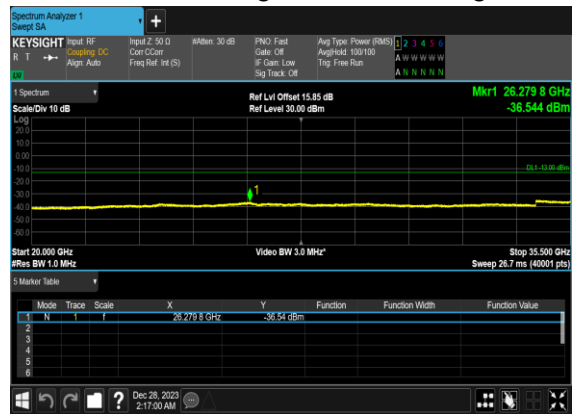 Spectrum Analyzer 1
Swept SA
+
KEYSIGHT Input: RF Input Z: 50 Ω #Atten: 30 dB PNO: Fast Avg Type: Power (RMS) 1 2 3 4 5 6
R T Coupling: DC Corr CCorr Gate: Off Avg|Hold: 100/100 A W W W W W
Align: Auto Freq Ref: Int (S) IF Gain: Low Trig: Free Run
LW Sig Track: Off A N N N N N
1 Spectrum Ref Lvl Offset 15.85 dB Mkr1 26.279 8 GHz
Scale/Div 10 dB Ref Level 30.00 dBm -36.544 dBm
Log
20.0
10.0
0.00
-10.0 DL1 -13.00 dBm
-20.0
-30.0 1
-40.0
-50.0
-60.0
Start 20.000 GHz Video BW 3.0 MHz* Stop 35.500 GHz
#Res BW 1.0 MHz Sweep 26.7 ms (40001 pts)
5 Marker Table
Mode Trace Scale X Y Function Function Width Function Value
1 N 1 f 26.279 8 GHz -36.54 dBm
2
3
4
5
6
? Dec 28, 2023
2:17:00 AM